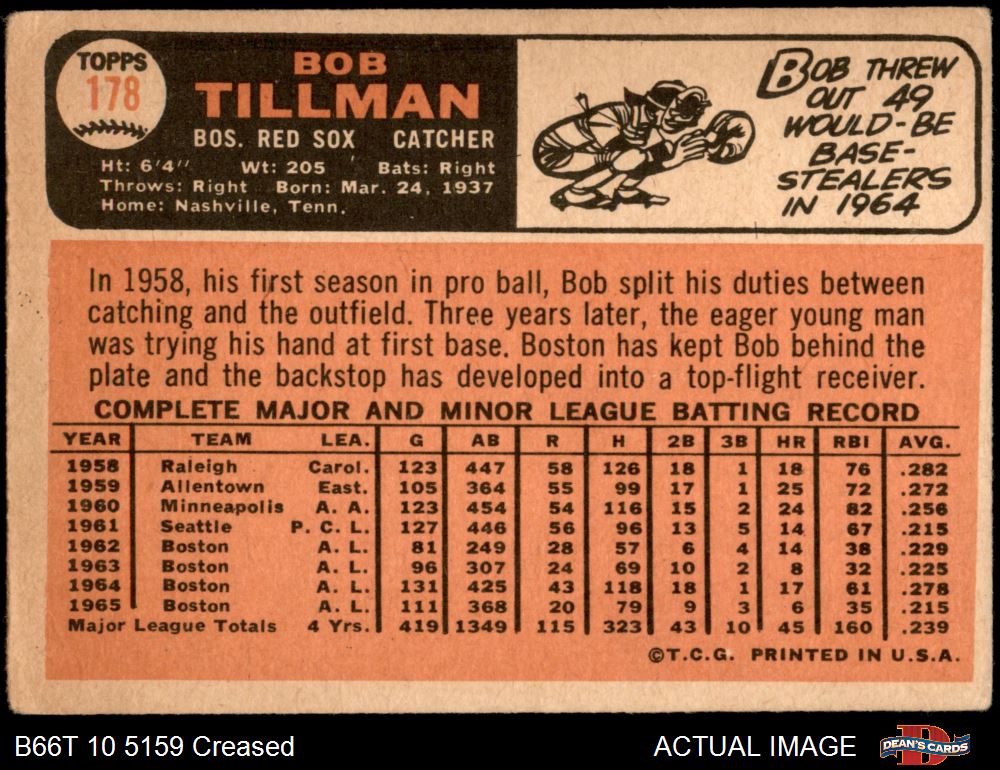 TOPPS
178
BOB
TILLMAN
BOS. RED SOX CATCHER
Ht: 6'4" Wt: 205 Bats: Right
Throws: Right Born: Mar. 24, 1937
Home: Nashville, Tenn.
BOB THREW
OUT 49
WOULD-BE
BASE-
STEALERS
IN 1964
In 1958, his first season in pro ball, Bob split his duties between
catching and the outfield. Three years later, the eager young man
was trying his hand at first base. Boston has kept Bob behind the
plate and the backstop has developed into a top-flight receiver.
COMPLETE MAJOR AND MINOR LEAGUE BATTING RECORD
YEAR TEAM LEA. G AB R H 2B 3B HR RBI AVG.
1958 Raleigh Carol. 123 447 58 126 18 1 18 76 .282
1959 Allentown East. 105 364 55 99 17 1 25 72 .272
1960 Minneapolis A. A. 123 454 54 116 15 2 24 82 .256
1961 Seattle P. C. L. 127 446 56 96 13 5 14 67 .215
1962 Boston A. L. 81 249 28 57 6 4 14 38 .229
1963 Boston A. L. 96 307 24 69 10 2 8 32 .225
1964 Boston A. L. 131 425 43 118 18 1 17 61 .278
1965 Boston A. L. 111 368 20 79 9 3 6 35 .215
Major League Totals 4 Yrs. 419 1349 115 323 43 10 45 160 .239
©T.C.G. PRINTED IN U.S.A.
B66T 10 5159 Creased ACTUAL IMAGE DEAN'S CARDS